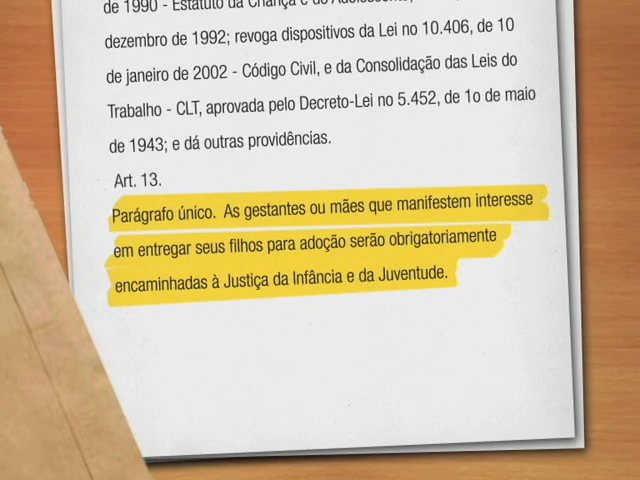 de 1990 - Estatuto da Criança e do Adolescente,
dezembro de 1992; revoga dispositivos da Lei no 10.406, de 10
de janeiro de 2002 - Código Civil, e da Consolidação das Leis do
Trabalho - CLT, aprovada pelo Decreto-Lei no 5.452, de 1o de maio
de 1943; e dá outras providências.
Art. 13.
Parágrafo único. As gestantes ou mães que manifestem interesse
em entregar seus filhos para adoção serão obrigatoriamente
encaminhadas à Justiça da Infância e da Juventude.